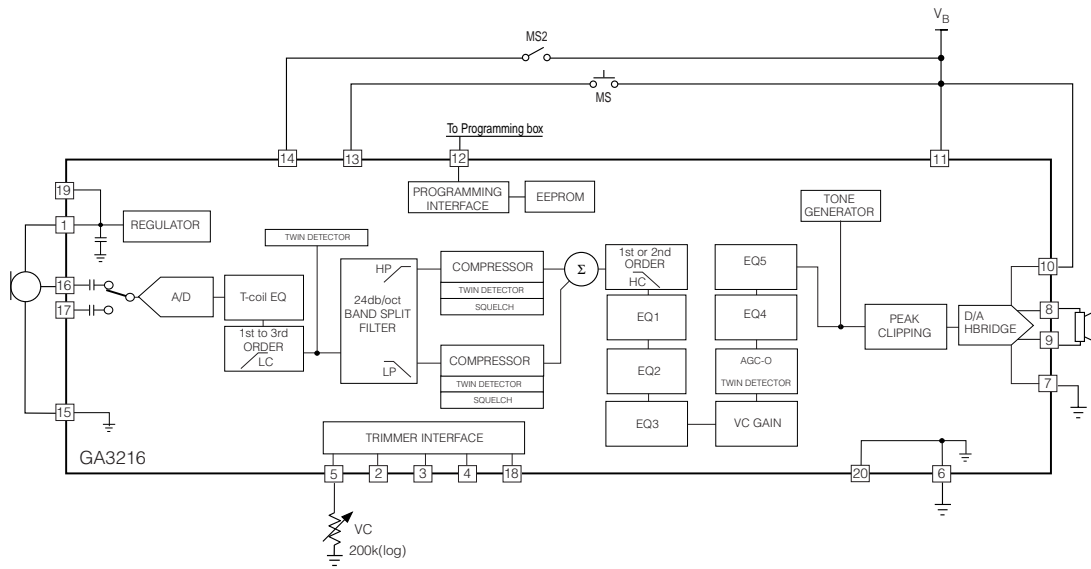 V_B
MS2
MS
To Programming box
14
13
12
11
19
1
REGULATOR
PROGRAMMING
INTERFACE
EEPROM
TONE
GENERATOR
TWIN DETECTOR
16
17
A/D
T-coil EQ
1st to 3rd
ORDER
LC
HP
24db/oct
BAND SPLIT
FILTER
LP
COMPRESSOR
TWIN DETECTOR
SQUELCH
COMPRESSOR
TWIN DETECTOR
SQUELCH
Σ
1st or 2nd
ORDER
HC
EQ1
EQ2
EQ3
EQ5
EQ4
AGC-O
TWIN DETECTOR
VC GAIN
PEAK
CLIPPING
D/A
HBRIDGE
10
8
9
7
15
GA3216
TRIMMER INTERFACE
5
2
3
4
18
20
6
VC
200k(log)